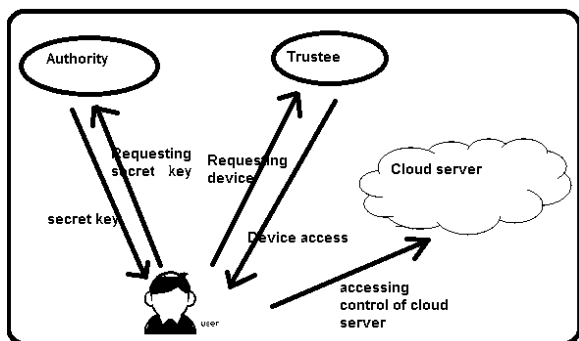 Authority
Trustee
Requesting
secret key
Requesting
device
Cloud server
secret key
Device access
accessing
control of cloud
server
user